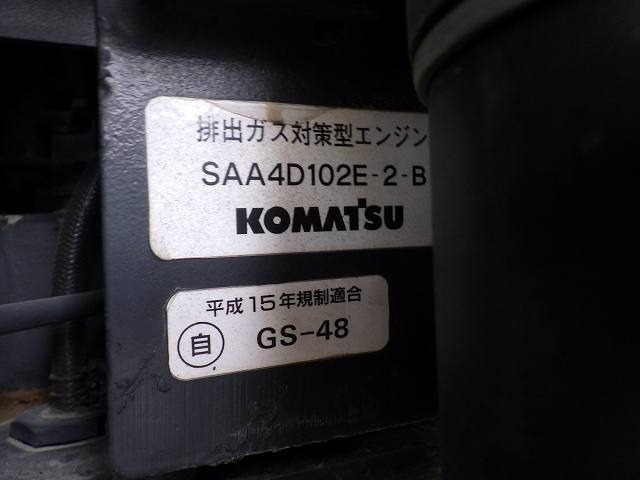 排出ガス対策型エンジン
SAA4D102E-2-B
KOMATSU
平成15年規制適合
自 GS-48